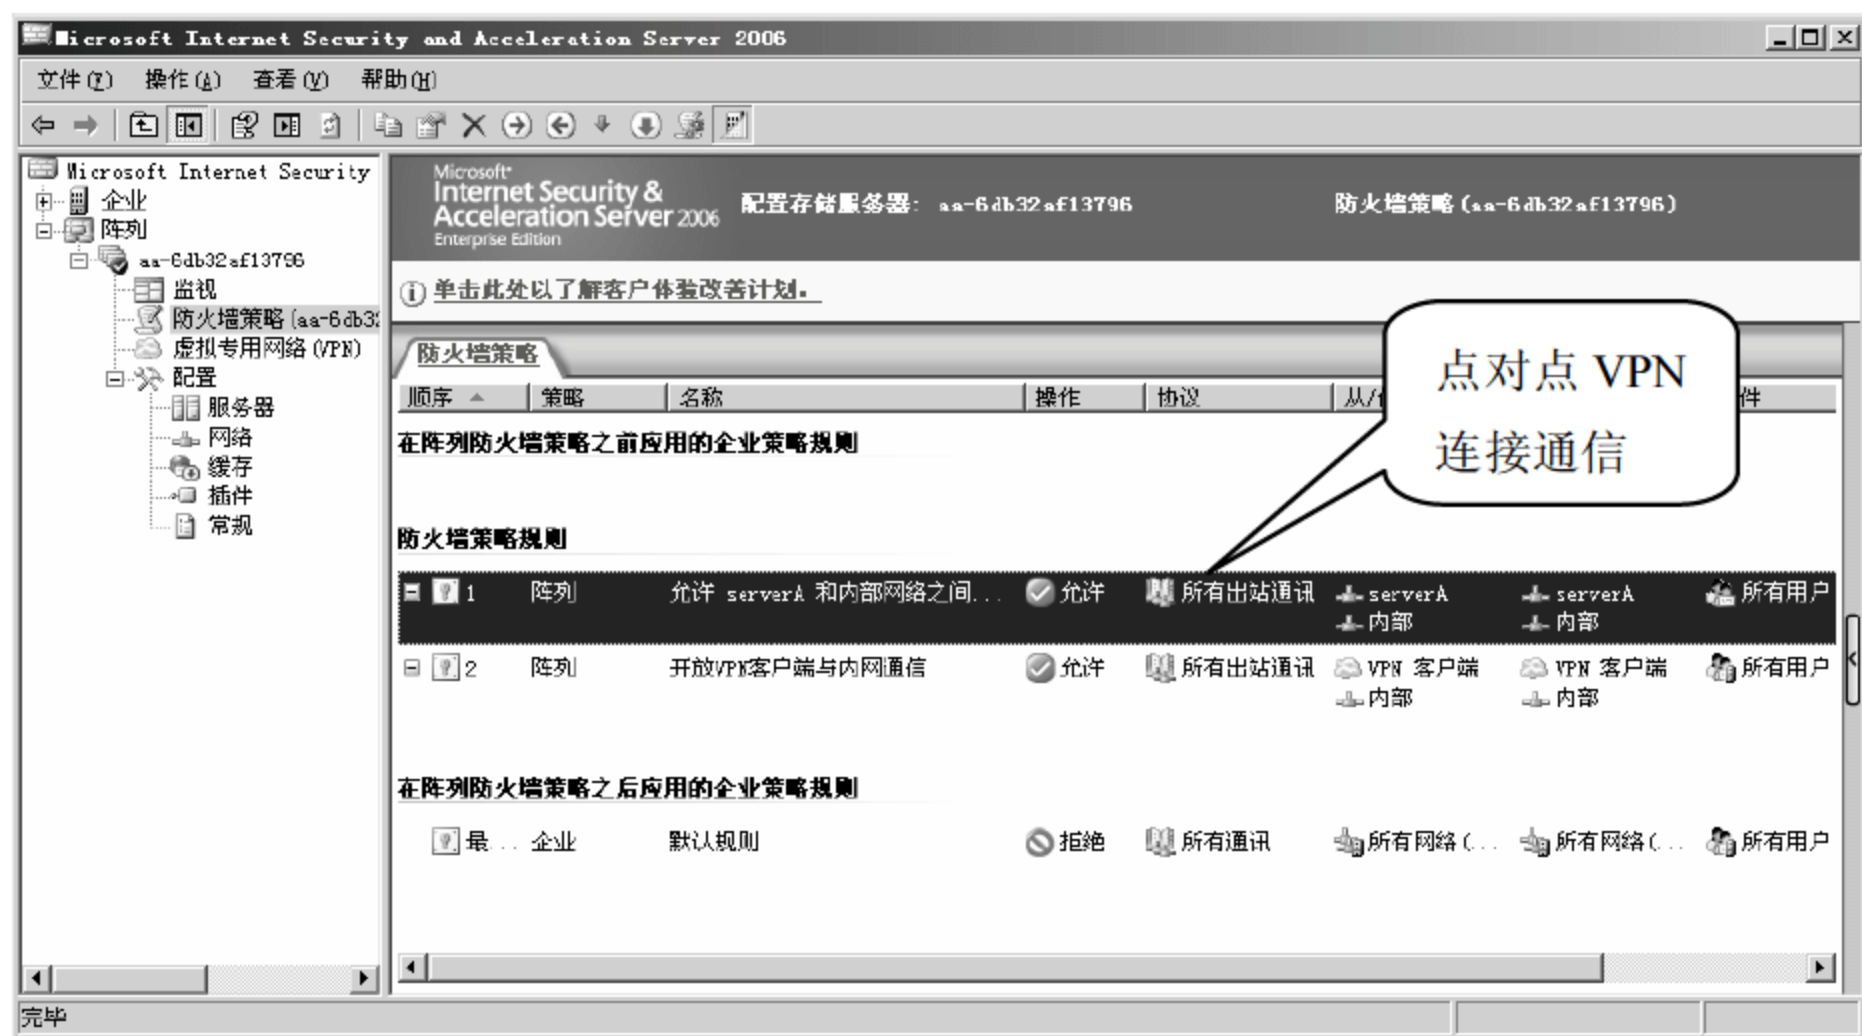 Microsoft Internet Security and Acceleration Server 2006
文件(F) 操作(A) 查看(V) 帮助(H)
Microsoft Internet Security
企业
阵列
aa-6db32af13796
监视
防火墙策略(aa-6db32
虚拟专用网络(VPN)
配置
服务器
网络
缓存
插件
常规
Microsoft
Internet Security &
Acceleration Server 2006
Enterprise Edition
配置存储服务器: aa-6db32af13796
防火墙策略(aa-6db32af13796)
单击此处以了解客户体验改善计划。
点对点 VPN
连接通信
防火墙策略
顺序 策略 名称 操作 协议 从/ 件
在阵列防火墙策略之前应用的企业策略规则
防火墙策略规则
1 阵列 允许 serverA 和内部网络之间... 允许 所有出站通讯 serverA serverA 所有用户
内部 内部
2 阵列 开放VPN客户端与内网通信 允许 所有出站通讯 VPN 客户端 VPN 客户端 所有用户
内部 内部
在阵列防火墙策略之后应用的企业策略规则
最... 企业 默认规则 拒绝 所有通讯 所有网络(... 所有网络(... 所有用户
完毕